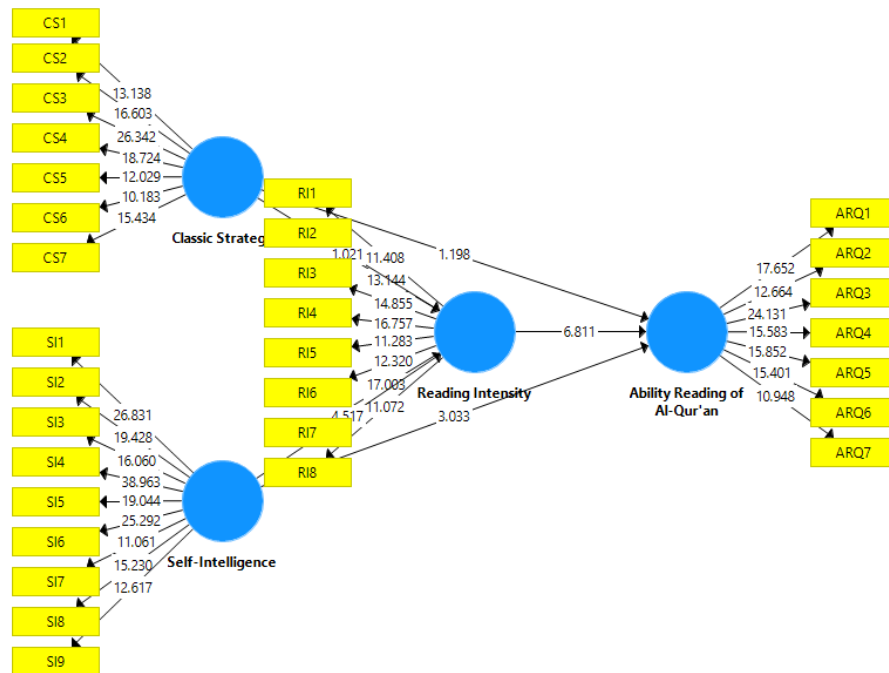 CS1
CS2
CS3
CS4
CS5
CS6
CS7
13.138
16.603
26.342
18.724
12.029
10.183
15.434
Classic Strateg
SI1
SI2
SI3
SI4
SI5
SI6
SI7
SI8
SI9
26.831
19.428
16.060
38.963
19.044
25.292
11.061
15.230
12.617
Self-Intelligence
RI1
RI2
RI3
RI4
RI5
RI6
RI7
RI8
1.021
11.408
13.144
14.855
16.757
11.283
12.320
17.003
11.072
4.517
Reading Intensity
1.198
6.811
3.033
Ability Reading of
Al-Qur'an
17.652
12.664
24.131
15.583
15.852
15.401
10.948
ARQ1
ARQ2
ARQ3
ARQ4
ARQ5
ARQ6
ARQ7